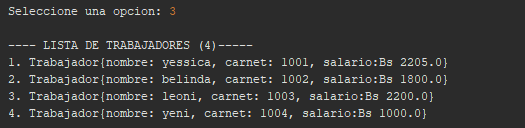 Seleccione una opcion: 3
---- LISTA DE TRABAJADORES (4)-----
1. Trabajador{nombre: yessica, carnet: 1001, salario:Bs 2205.0}
2. Trabajador{nombre: belinda, carnet: 1002, salario:Bs 1800.0}
3. Trabajador{nombre: leoni, carnet: 1003, salario:Bs 2200.0}
4. Trabajador{nombre: yeni, carnet: 1004, salario:Bs 1000.0}